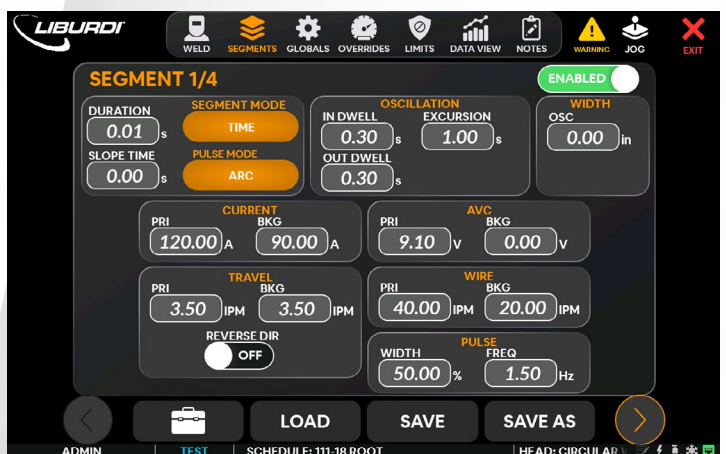 LIBURDI
WELD SEGMENTS GLOBALS OVERRIDES LIMITS DATA VIEW NOTES WARNING JOG EXIT
SEGMENT 1/4 ENABLED
DURATION 0.01 s
SEGMENT MODE
TIME
SLOPE TIME 0.00 s
PULSE MODE
ARC
OSCILLATION
IN DWELL 0.30 s
EXCURSION 1.00 s
OUT DWELL 0.30 s
WIDTH
OSC
0.00 in
CURRENT
PRI BKG
120.00 A 90.00 A
AVC
PRI BKG
9.10 V 0.00 V
TRAVEL
PRI BKG
3.50 IPM 3.50 IPM
REVERSE DIR
OFF
WIRE
PRI BKG
40.00 IPM 20.00 IPM
PULSE
WIDTH FREQ
50.00 % 1.50 Hz
LOAD SAVE SAVE AS
ADMIN TEST SCHEDULE: 111-18 ROOT HEAD: CIRCULAR